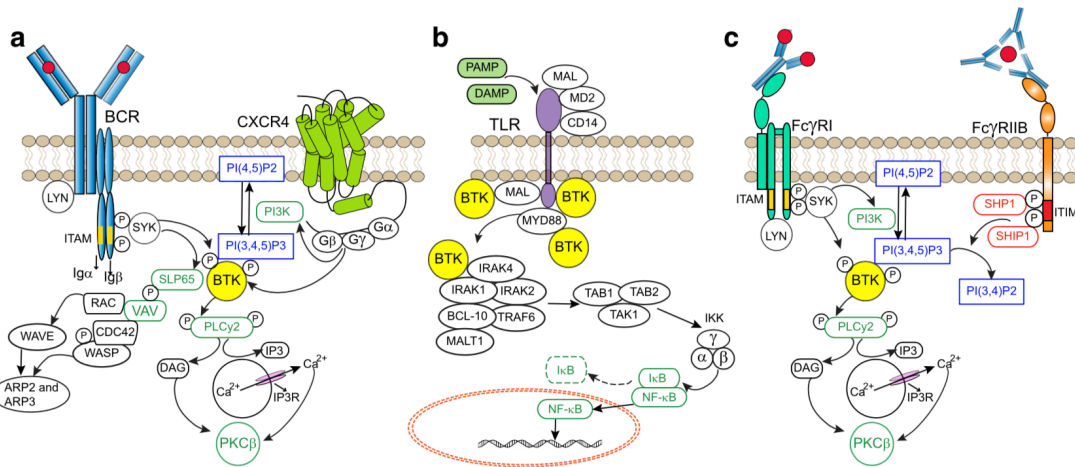 a
BCR
CXCR4
LYN
PI(4,5)P2
PI3K
ITAM
P
P
SYK
Gβ
Gγ
Gα
PI(3,4,5)P3
Igα
Igβ
P
P
BTK
SLP65
P
RAC
VAV
CDC42
WAVE
P
WASP
ARP2 and
ARP3
P
PLCγ2
P
DAG
IP3
Ca2+
Ca2+
IP3R
PKCβ
b
PAMP
DAMP
MAL
MD2
CD14
TLR
BTK
MAL
BTK
MYD88
BTK
BTK
IRAK4
IRAK1
IRAK2
BCL-10
TRAF6
MALT1
TAB1
TAB2
TAK1
IKK
γ
α
β
IκB
IκB
NF-κB
NF-κB
c
FcγRI
FcγRIIB
PI(4,5)P2
ITAM
P
P
SYK
PI3K
LYN
SHP1
P
P
SHIP1
ITIM
PI(3,4,5)P3
P
P
BTK
PI(3,4)P2
P
PLCγ2
P
DAG
IP3
Ca2+
Ca2+
IP3R
PKCβ